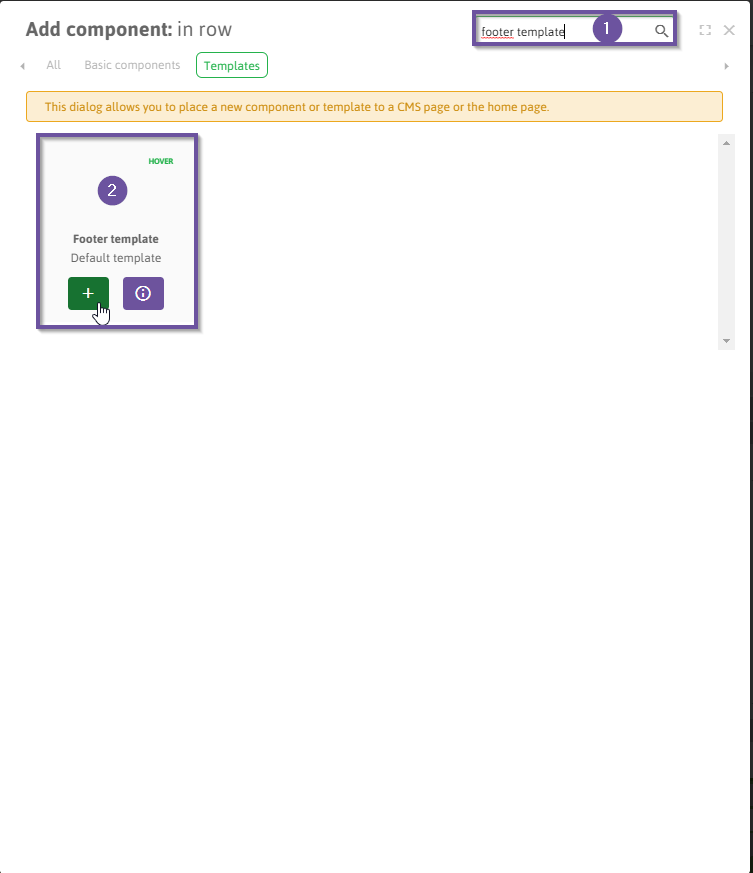 Add component: in row
footer template
1
All
Basic components
Templates
This dialog allows you to place a new component or template to a CMS page or the home page.
HOVER
2
Footer template
Default template
+